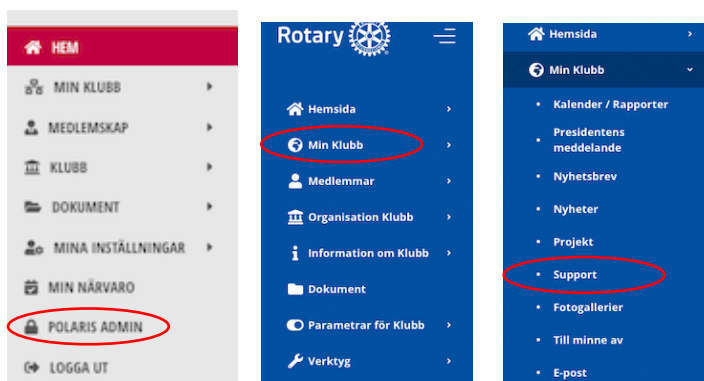 HEM
MIN KLUBB
MEDLEMSKAP
KLUBB
DOKUMENT
MINA INSTÄLLNINGAR
MIN NÄRVARO
POLARIS ADMIN
LOGGA UT
Rotary
Hemsida
Min Klubb
Medlemmar
Organisation Klubb
Information om Klubb
Dokument
Parametrar för Klubb
Verktyg
Hemsida
Min Klubb
Kalender / Rapporter
Presidentens
meddelande
Nyhetsbrev
Nyheter
Projekt
Support
Fotogallerier
Till minne av
E-post